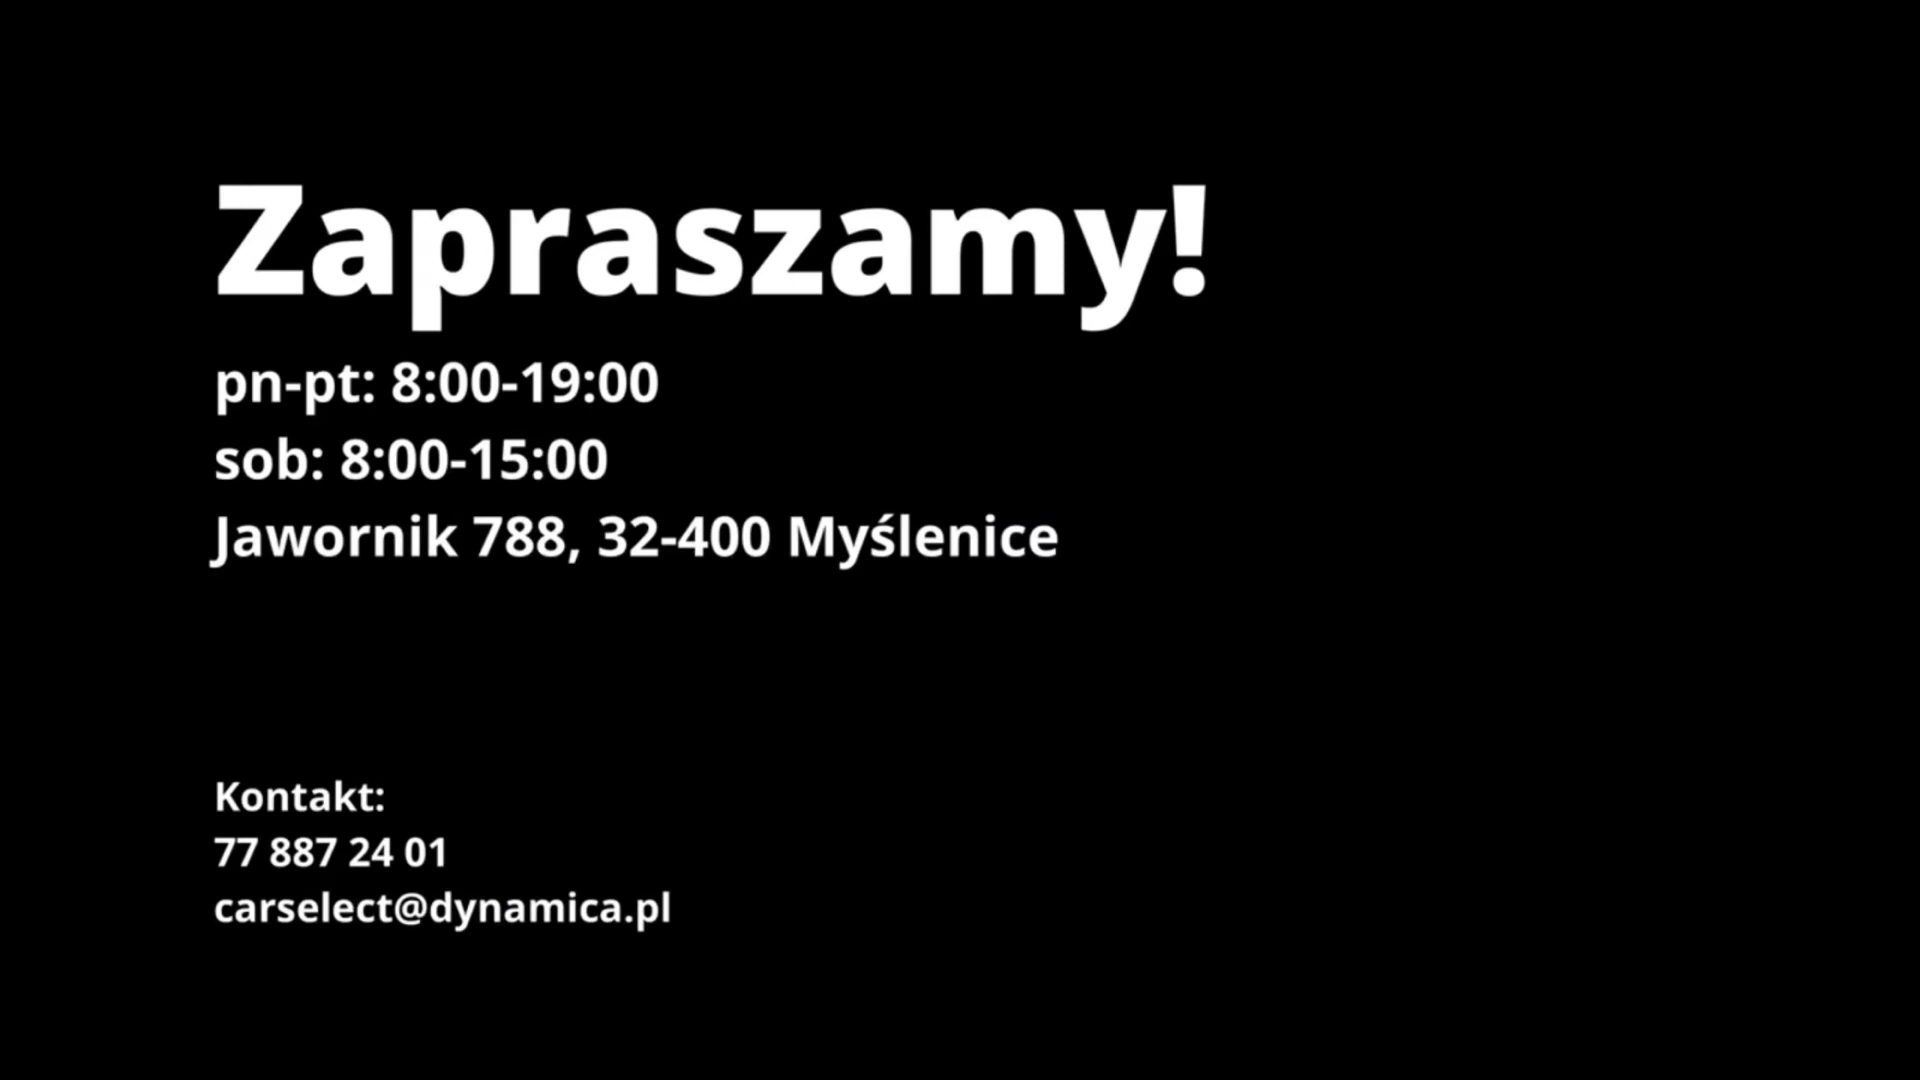 Zapraszamy!
pn-pt: 8:00-19:00
sob: 8:00-15:00
Jawornik 788, 32-400 Myślenice
Kontakt:
77 887 24 01
carselect@dynamica.pl